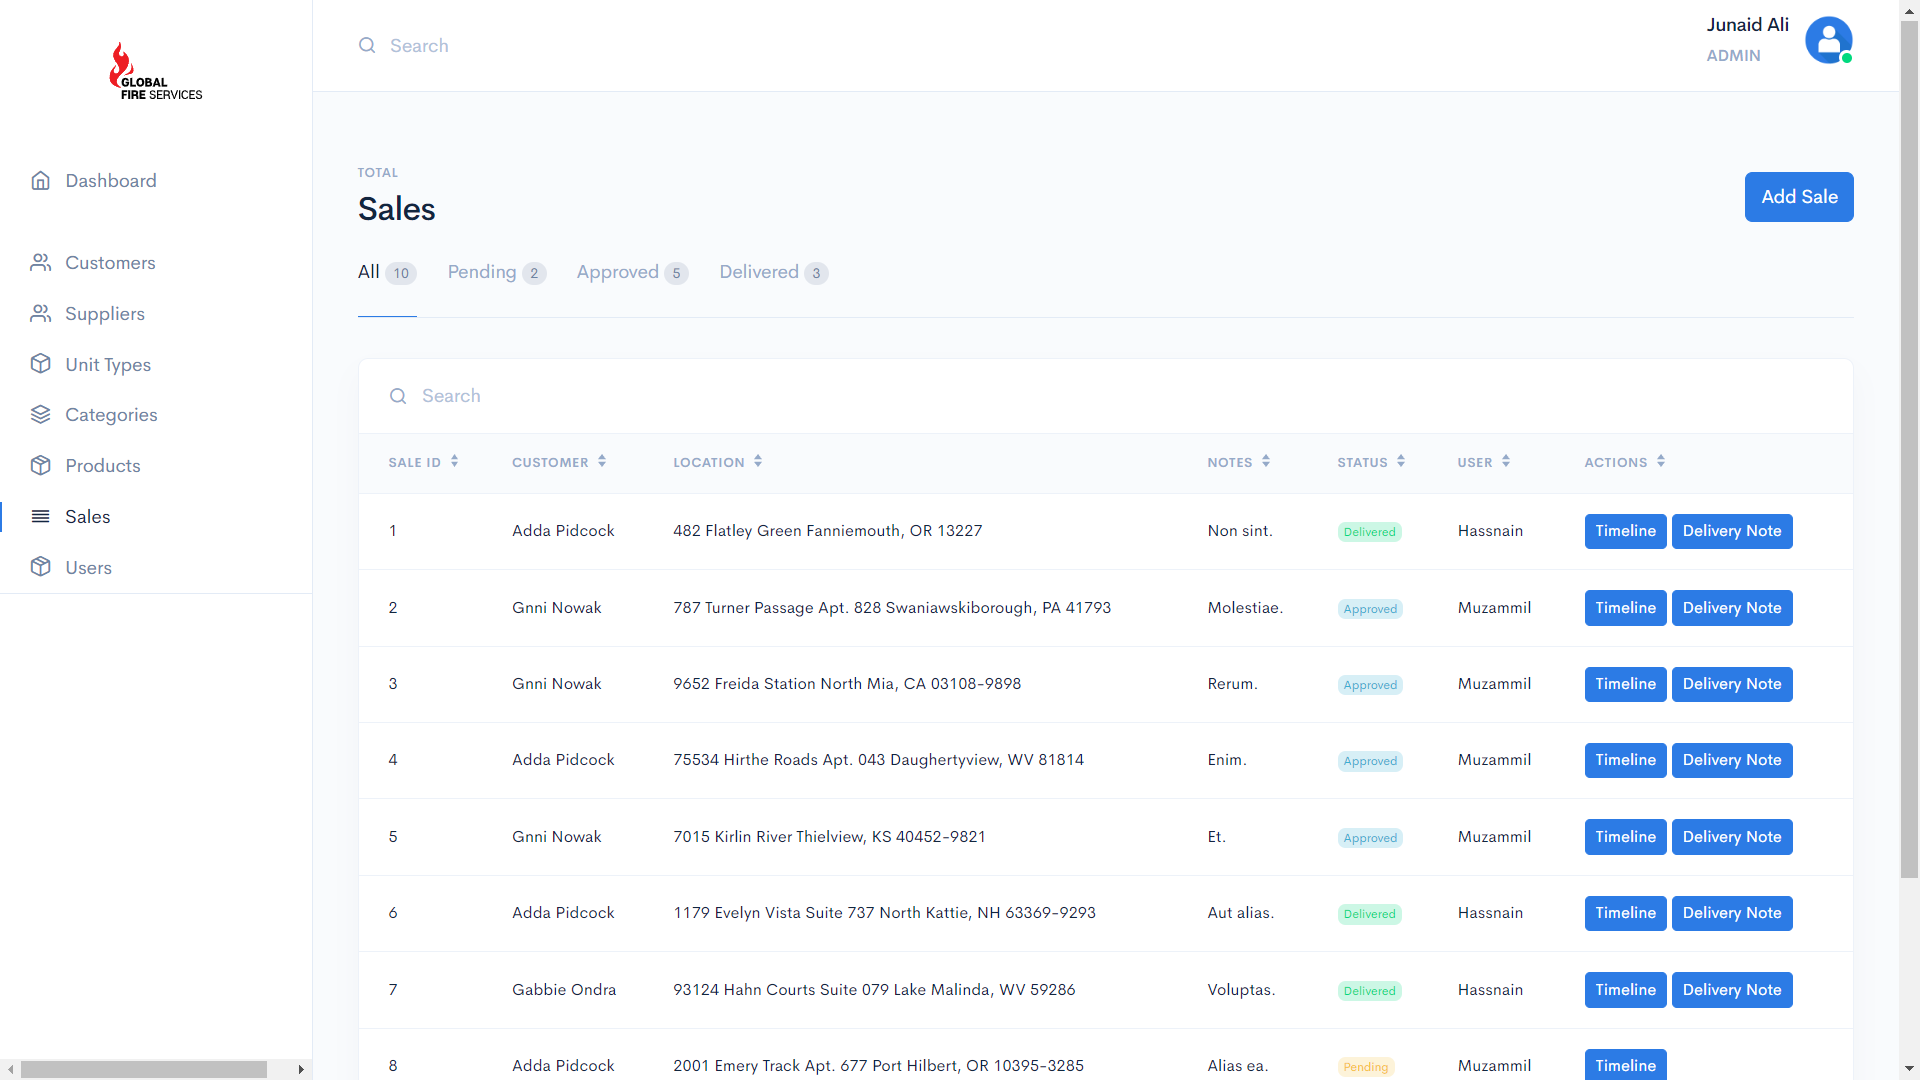 GLOBAL
FIRE SERVICES
Dashboard
Customers
Suppliers
Unit Types
Categories
Products
Sales
Users
Search
Junaid Ali
ADMIN
TOTAL
Sales
Add Sale
All 10 Pending 2 Approved 5 Delivered 3
Search
SALE ID CUSTOMER LOCATION NOTES STATUS USER ACTIONS
1 Adda Pidcock 482 Flatley Green Fanniemouth, OR 13227 Non sint. Delivered Hassnain Timeline Delivery Note
2 Gnni Nowak 787 Turner Passage Apt. 828 Swaniawskiborough, PA 41793 Molestiae. Approved Muzammil Timeline Delivery Note
3 Gnni Nowak 9652 Freida Station North Mia, CA 03108-9898 Rerum. Approved Muzammil Timeline Delivery Note
4 Adda Pidcock 75534 Hirthe Roads Apt. 043 Daughertyview, WV 81814 Enim. Approved Muzammil Timeline Delivery Note
5 Gnni Nowak 7015 Kirlin River Thielview, KS 40452-9821 Et. Approved Muzammil Timeline Delivery Note
6 Adda Pidcock 1179 Evelyn Vista Suite 737 North Kattie, NH 63369-9293 Aut alias. Delivered Hassnain Timeline Delivery Note
7 Gabbie Ondra 93124 Hahn Courts Suite 079 Lake Malinda, WV 59286 Voluptas. Delivered Hassnain Timeline Delivery Note
8 Adda Pidcock 2001 Emery Track Apt. 677 Port Hilbert, OR 10395-3285 Alias ea. Pending Muzammil Timeline